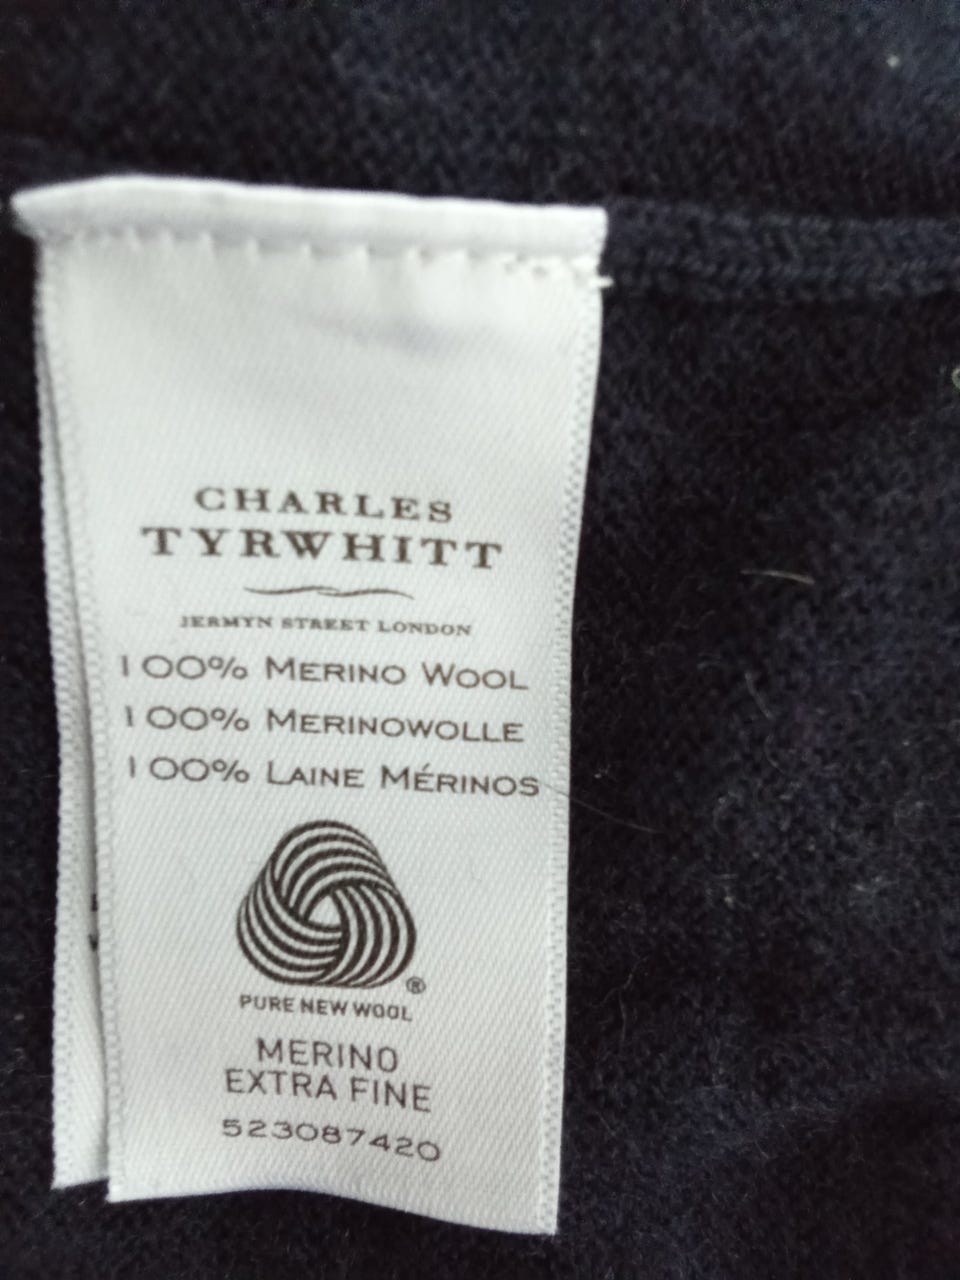 CHARLES
TYRWHITT
JERMYN STREET LONDON
100% MERINO WOOL
100% MERINOWOLLE
100% LAINE MÉRINOS
®
PURE NEW WOOL
MERINO
EXTRA FINE
523087420